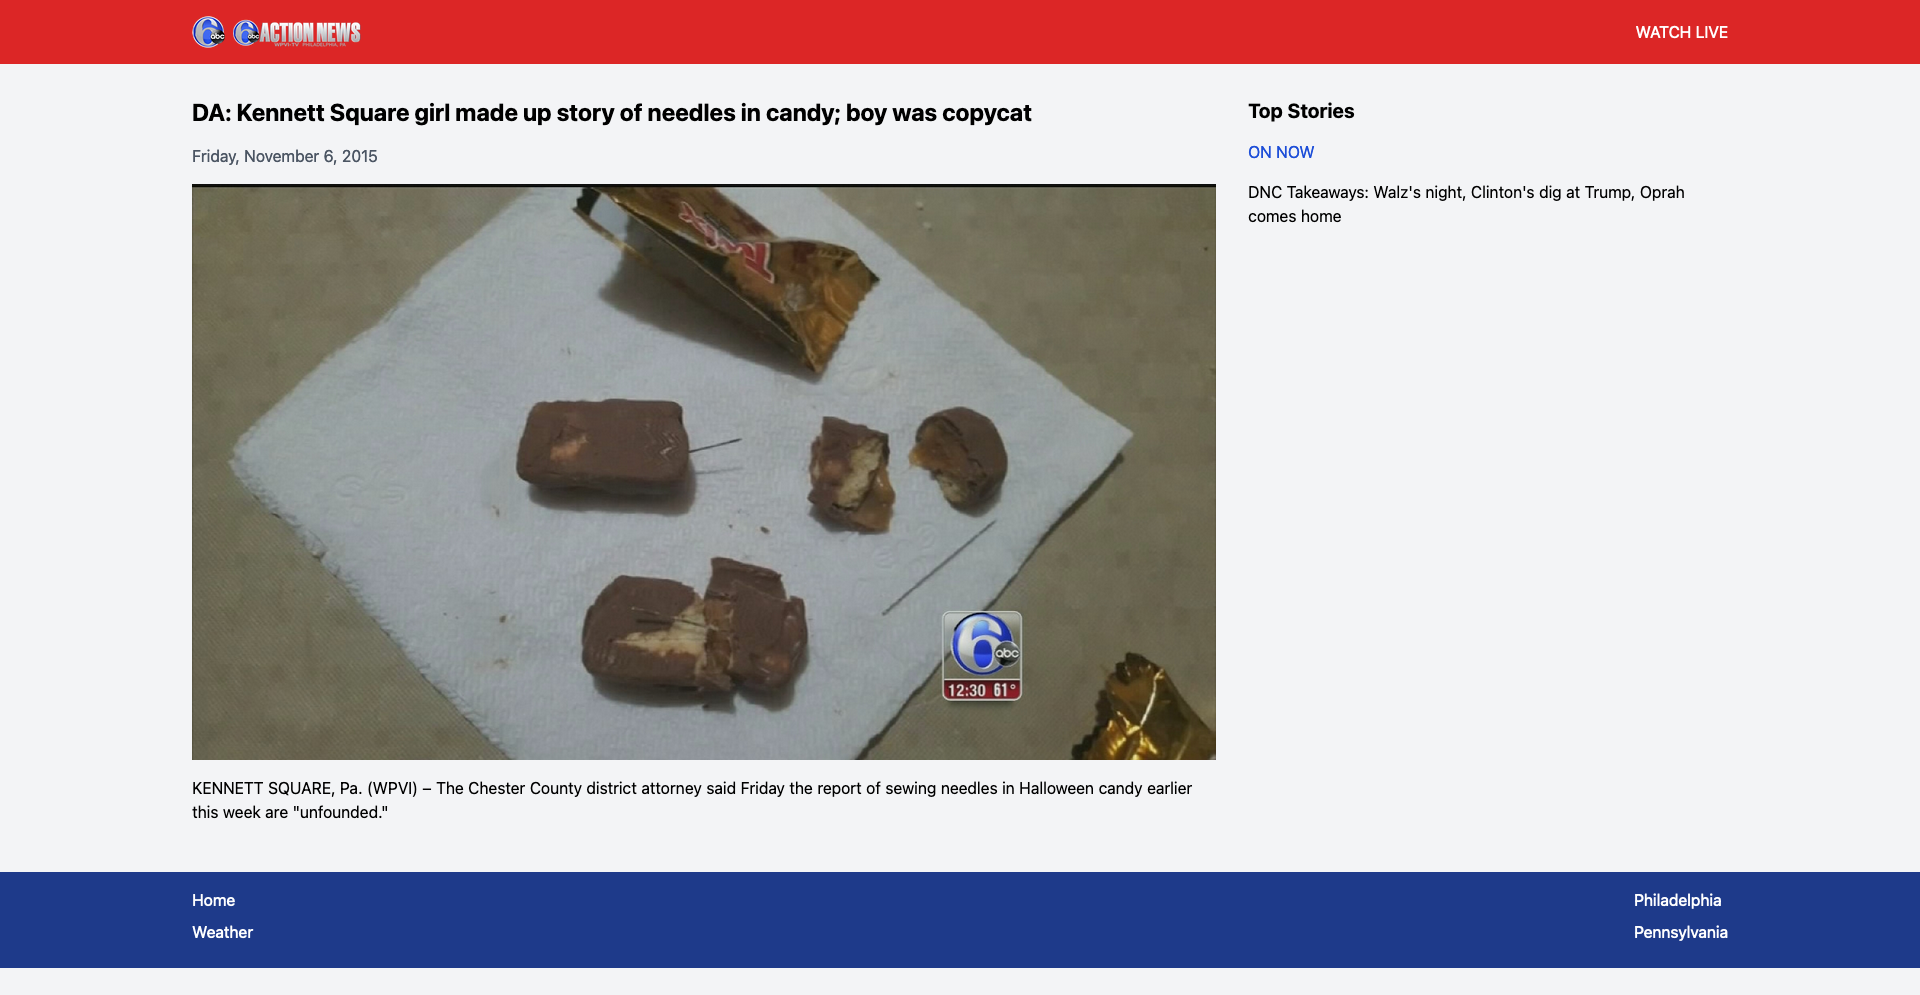 6 abc 6 abc ACTION NEWS
WPVI-TV PHILADELPHIA, PA
WATCH LIVE
DA: Kennett Square girl made up story of needles in candy; boy was copycat
Friday, November 6, 2015
Top Stories
ON NOW
DNC Takeaways: Walz's night, Clinton's dig at Trump, Oprah
comes home
Twix
6 abc
12:30 61°
KENNETT SQUARE, Pa. (WPVI) – The Chester County district attorney said Friday the report of sewing needles in Halloween candy earlier
this week are "unfounded."
Home
Weather
Philadelphia
Pennsylvania